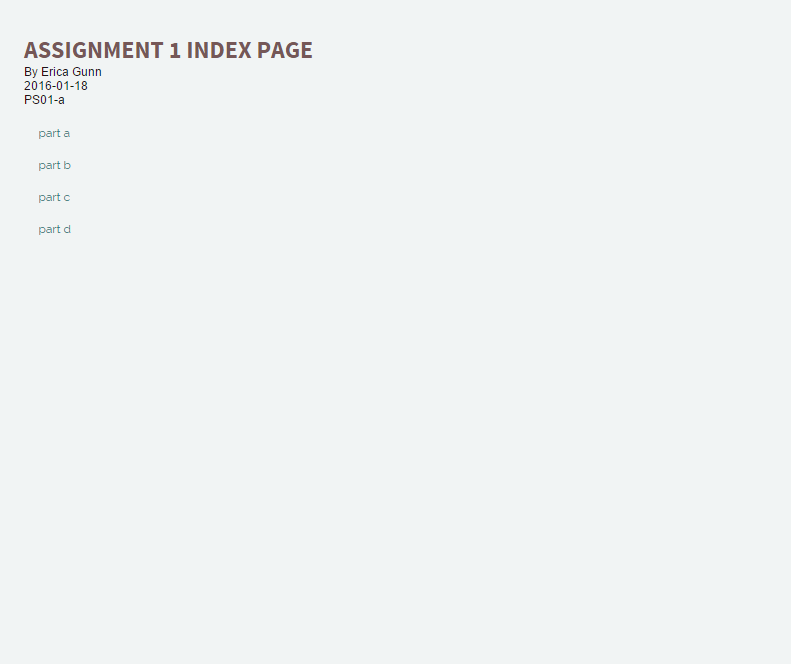 ASSIGNMENT 1 INDEX PAGE
By Erica Gunn
2016-01-18
PS01-a
part a
part b
part c
part d